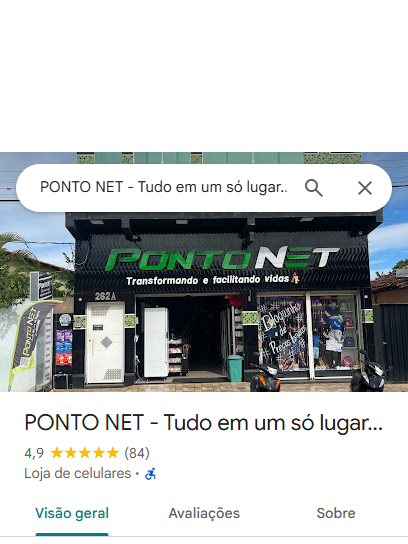 PONTO NET - Tudo em um só lugar..
PONTO NET
Transformando e facilitando vidas
262A
PONTO NET
Bloquinho
de
PONTO NET - Tudo em um só lugar...
4,9 (84)
Loja de celulares ·
Visão geral
Avaliações
Sobre